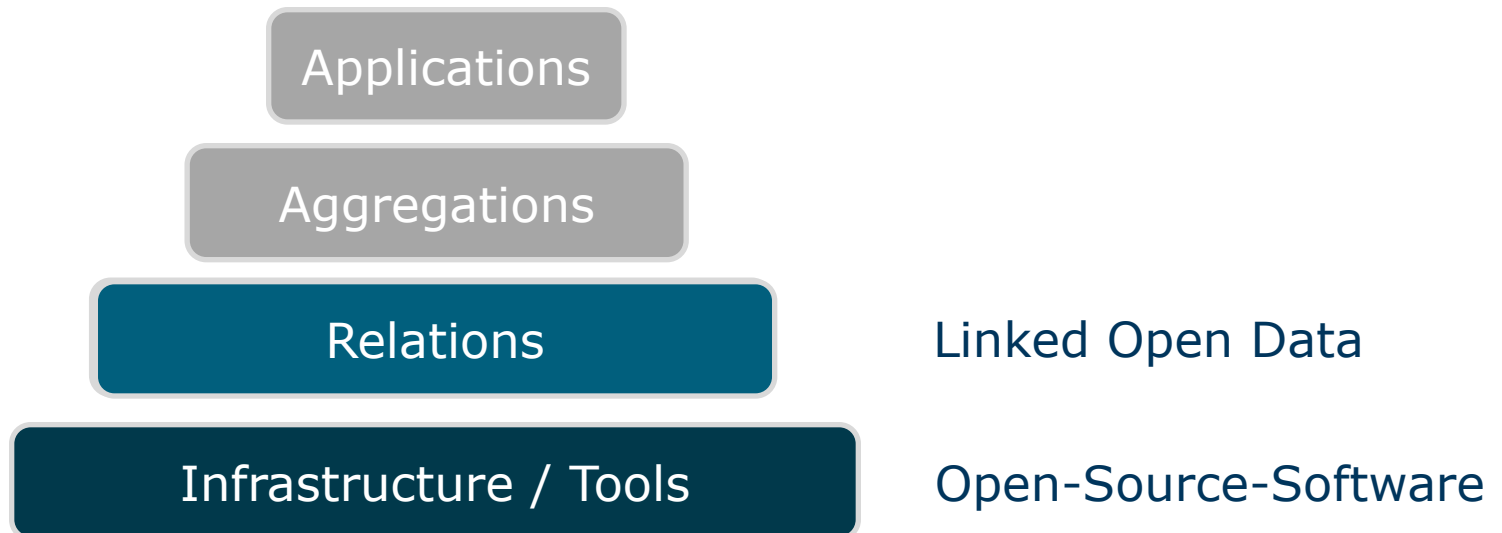 Applications
Aggregations
Relations
Linked Open Data
Infrastructure / Tools
Open-Source-Software